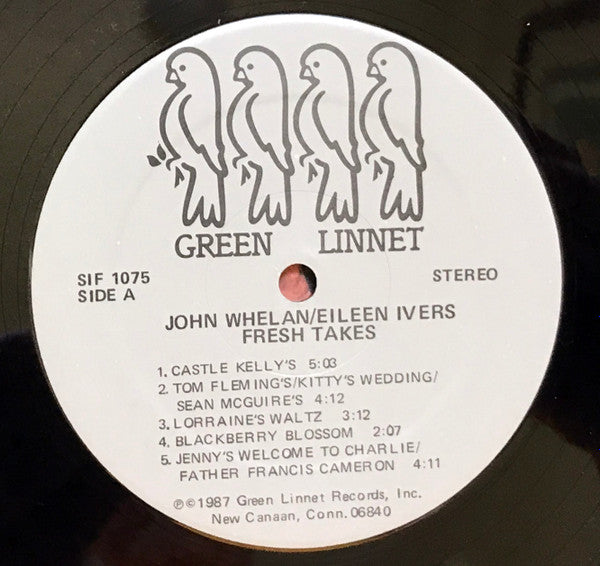 GREEN LINNET
SIF 1075
SIDE A
STEREO
JOHN WHELAN/EILEEN IVERS
FRESH TAKES
1. CASTLE KELLY'S 5:03
2. TOM FLEMING'S/KITTY'S WEDDING/
SEAN MCGUIRE'S 4:12
3. LORRAINE'S WALTZ 3:12
4. BLACKBERRY BLOSSOM 2:07
5. JENNY'S WELCOME TO CHARLIE/
FATHER FRANCIS CAMERON 4:11
℗©1987 Green Linnet Records, Inc.
New Canaan, Conn. 06840